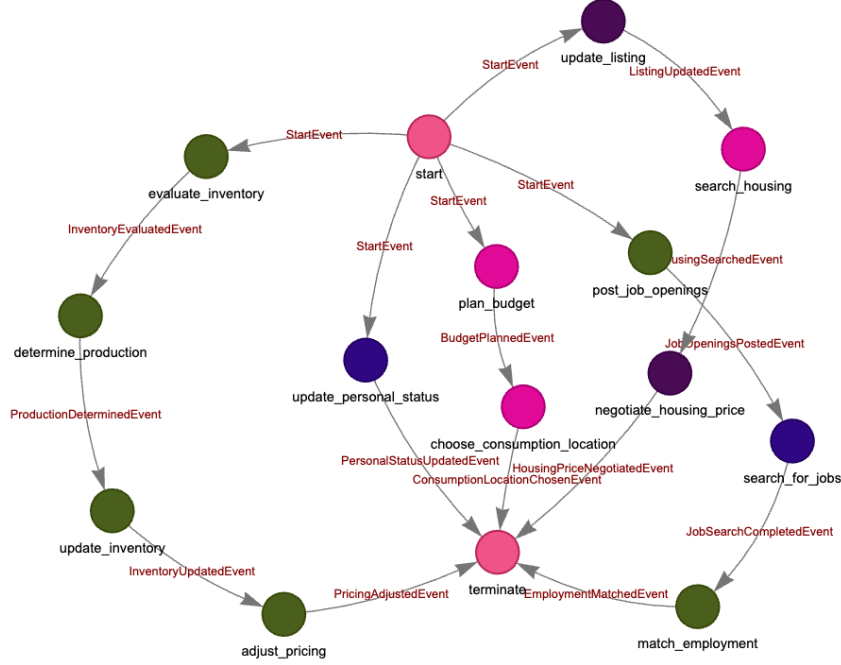 update_listing
StartEvent
ListingUpdatedEvent
StartEvent
start
evaluate_inventory
StartEvent
search_housing
StartEvent
InventoryEvaluatedEvent
StartEvent
usingSearchedEvent
post_job_openings
plan_budget
BudgetPlannedEvent
JobOpeningsPostedEvent
determine_production
update_personal_status
negotiate_housing_price
ProductionDeterminedEvent
choose_consumption_location
PersonalStatusUpdatedEvent
HousingPriceNegotiatedEvent
ConsumptionLocationChosenEvent
search_for_jobs
JobSearchCompletedEvent
update_inventory
InventoryUpdatedEvent
terminate
PricingAdjustedEvent
EmploymentMatchedEvent
match_employment
adjust_pricing